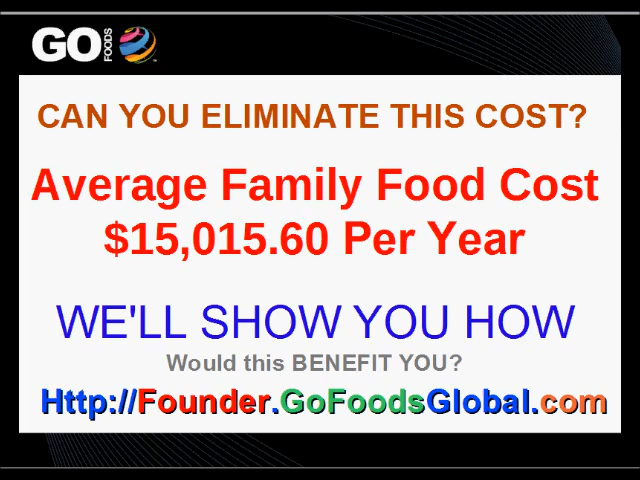 GO FOODS
CAN YOU ELIMINATE THIS COST?
Average Family Food Cost
$15,015.60 Per Year
WE'LL SHOW YOU HOW
Would this BENEFIT YOU?
Http://Founder.GoFoodsGlobal.com